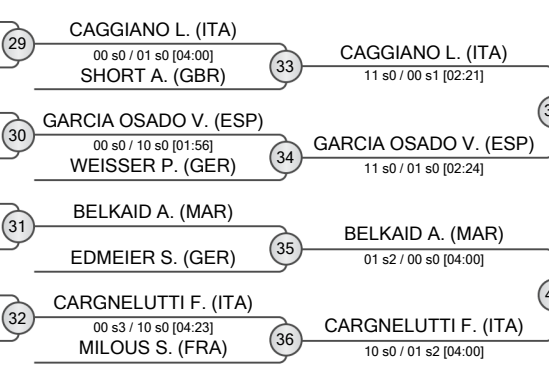 29
CAGGIANO L. (ITA)
00 s0 / 01 s0 [04:00]
SHORT A. (GBR)
33
CAGGIANO L. (ITA)
11 s0 / 00 s1 [02:21]
30
GARCIA OSADO V. (ESP)
00 s0 / 10 s0 [01:56]
WEISSER P. (GER)
34
GARCIA OSADO V. (ESP)
11 s0 / 01 s0 [02:24]
31
BELKAID A. (MAR)
EDMEIER S. (GER)
35
BELKAID A. (MAR)
01 s2 / 00 s0 [04:00]
32
CARGNELUTTI F. (ITA)
00 s3 / 10 s0 [04:23]
MILOUS S. (FRA)
36
CARGNELUTTI F. (ITA)
10 s0 / 01 s2 [04:00]